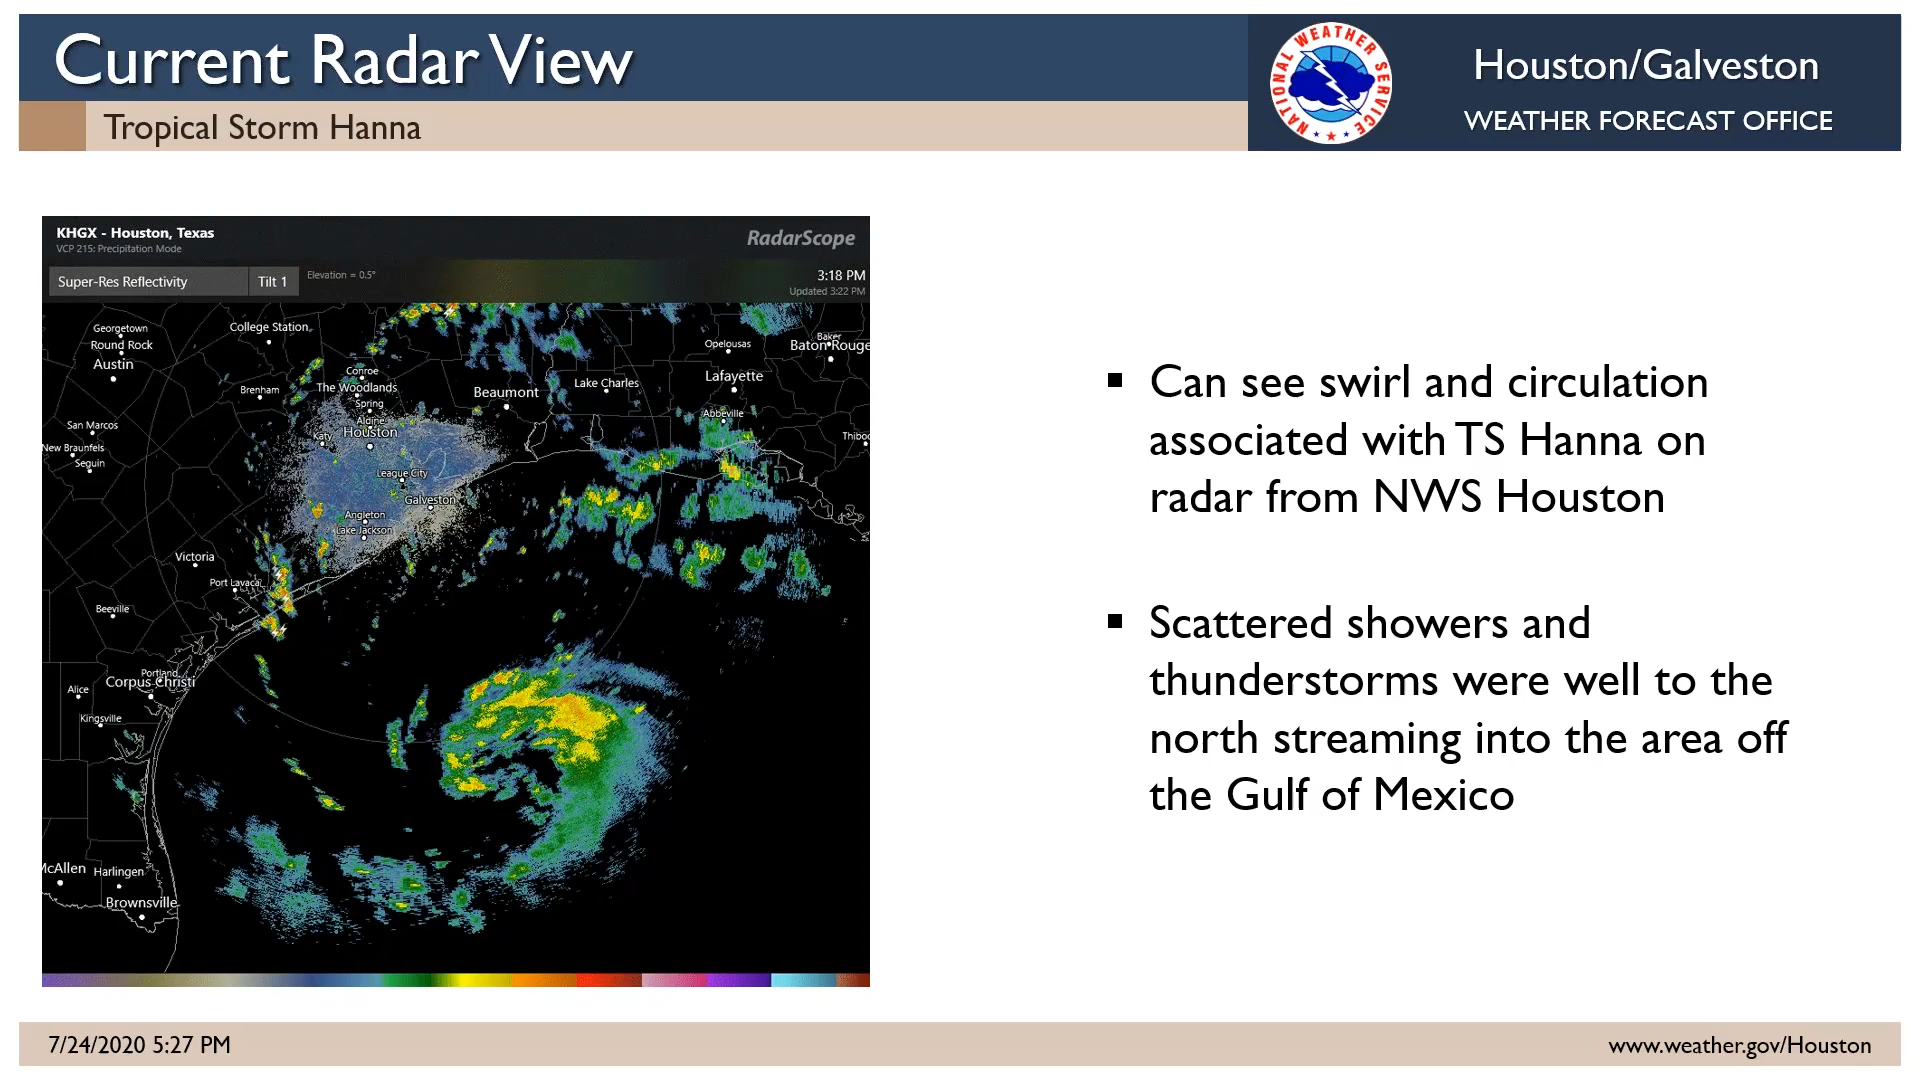 Current Radar View
Tropical Storm Hanna
NATIONAL WEATHER SERVICE
Houston/Galveston
WEATHER FORECAST OFFICE
KHGX - Houston, Texas
VCP 215: Precipitation Mode
RadarScope
Super-Res Reflectivity
Tilt 1
Elevation = 0.5°
3:18 PM
Updated 3:22 PM
Georgetown
Round Rock
Austin
College Station
Conroe
The Woodlands
Spring
Brenham
Aldine
Katy
Houston
Beaumont
Lake Charles
Opelousas
Lafayette
Abbeville
Baker
Baton Rouge
Thibod
San Marcos
New Braunfels
Seguin
League City
Galveston
Angleton
Lake Jackson
Victoria
Port Lavaca
Beeville
Portland
Corpus Christi
Alice
Kingsville
McAllen
Harlingen
Brownsville
▪ Can see swirl and circulation
associated with TS Hanna on
radar from NWS Houston
▪ Scattered showers and
thunderstorms were well to the
north streaming into the area off
the Gulf of Mexico
7/24/2020 5:27 PM
www.weather.gov/Houston